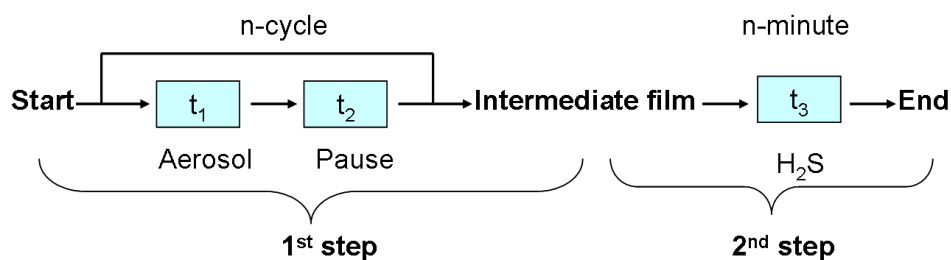 n-cycle n-minute
Start t₁ t₂ Intermediate film t₃ End
Aerosol Pause H₂S
1ˢᵗ step 2ⁿᵈ step